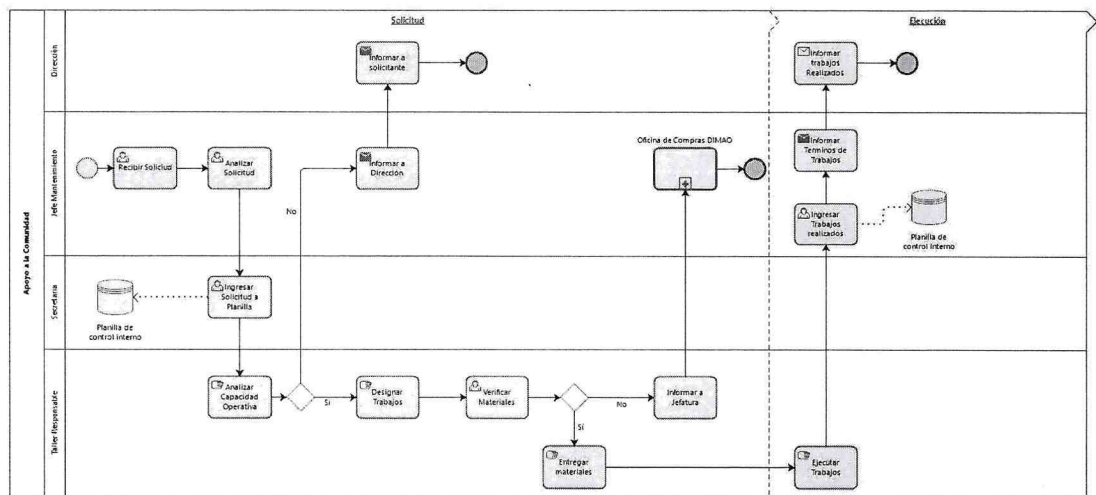 Solicitud
Ejecución
Apoyo a la Comunidad
Dirección
Informar a
solicitante
Informar
trabajos
Realizados
Jefe Mantenimiento
Recibir Solicitud
Analizar
Solicitud
Informar a
Dirección
No
Oficina de Compras DIMAO
Informar
Terminos de
Trabajos
Ingresar
Trabajos
realizados
Planilla de
control Interno
Secretaria
Ingresar
Solicitud a
Planilla
Planilla de
control Interno
Taller Responsable
Analizar
Capacidad
Operativa
Si
Designar
Trabajos
Verificar
Materiales
No
Si
Informar a
Jefatura
Entregar
materiales
Ejecutar
Trabajos